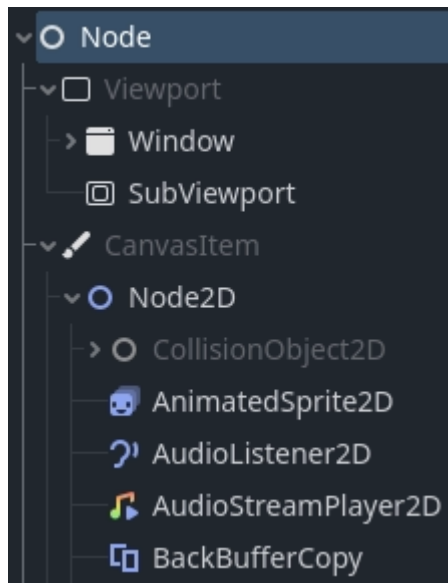 Node
Viewport
Window
SubViewport
CanvasItem
Node2D
CollisionObject2D
AnimatedSprite2D
AudioListener2D
AudioStreamPlayer2D
BackBufferCopy